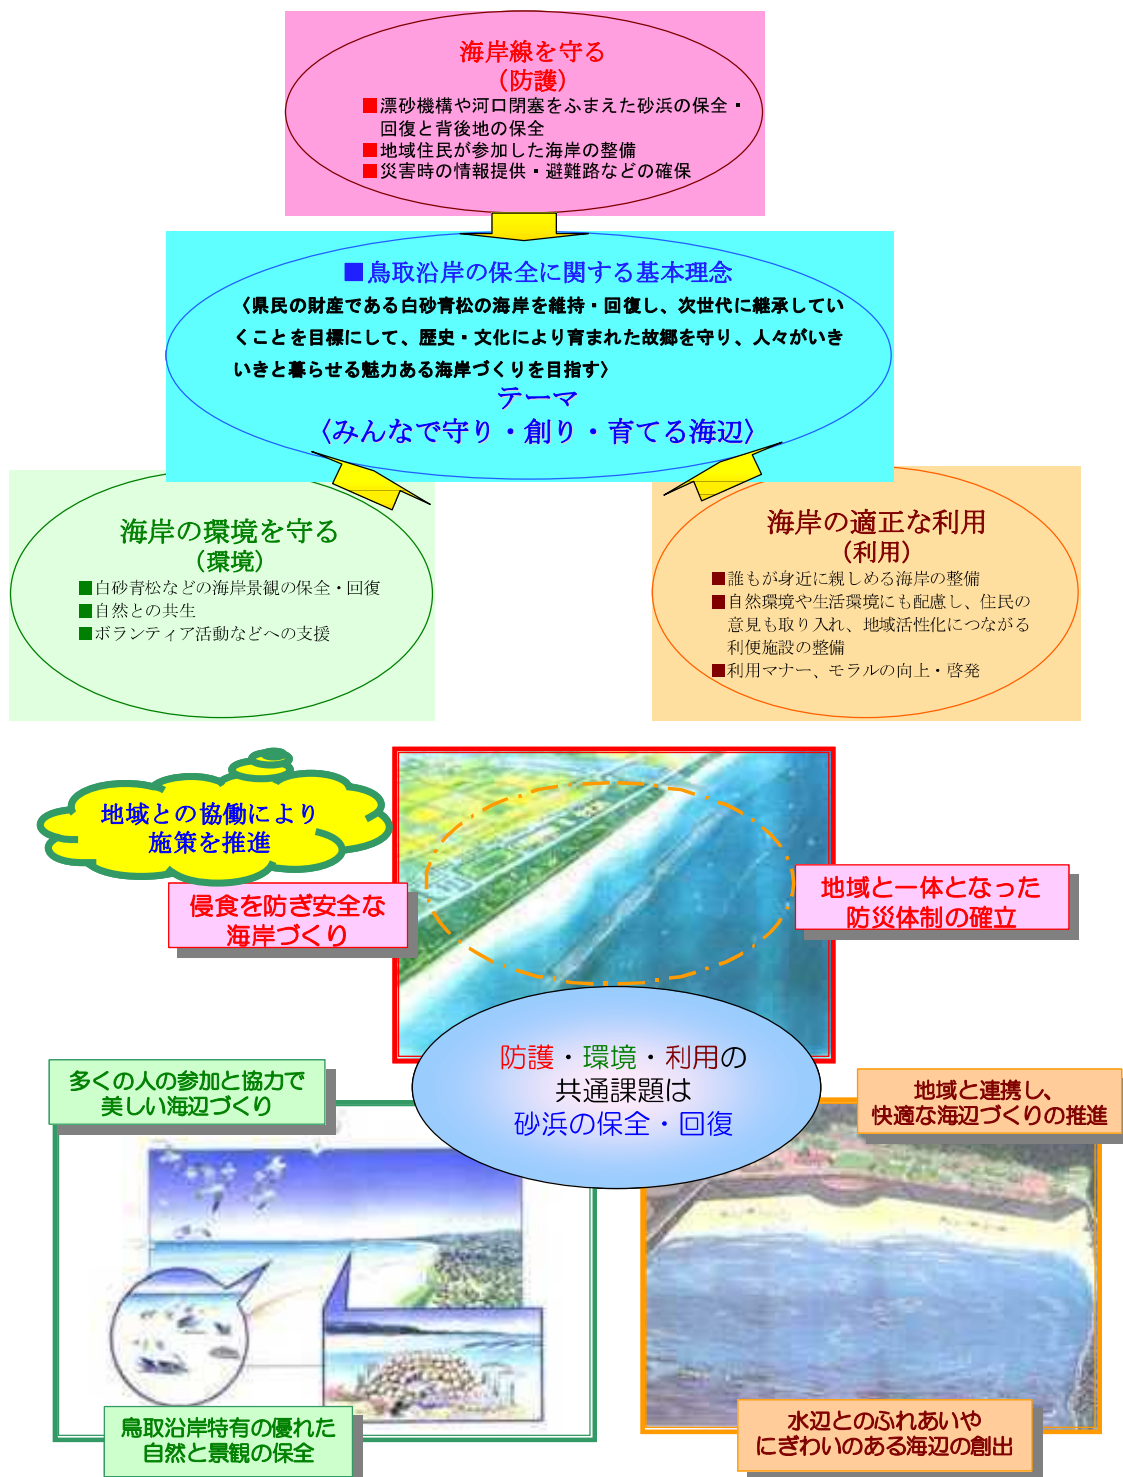 海岸線を守る
（防護）
■漂砂機構や河口閉塞をふまえた砂浜の保全・
回復と背後地の保全
■地域住民が参加した海岸の整備
■災害時の情報提供・避難路などの確保
■鳥取沿岸の保全に関する基本理念
〈県民の財産である白砂青松の海岸を維持・回復し、次世代に継承してい
くことを目標にして、歴史・文化により育まれた故郷を守り、人々がいき
いきと暮らせる魅力ある海岸づくりを目指す〉
テーマ
〈みんなで守り・創り・育てる海辺〉
海岸の環境を守る
（環境）
■白砂青松などの海岸景観の保全・回復
■自然との共生
■ボランティア活動などへの支援
海岸の適正な利用
（利用）
■誰もが身近に親しめる海岸の整備
■自然環境や生活環境にも配慮し、住民の
意見も取り入れ、地域活性化につながる
利便施設の整備
■利用マナー、モラルの向上・啓発
地域との協働により
施策を推進
侵食を防ぎ安全な
海岸づくり
地域と一体となった
防災体制の確立
防護・環境・利用の
共通課題は
砂浜の保全・回復
多くの人の参加と協力で
美しい海辺づくり
地域と連携し、
快適な海辺づくりの推進
鳥取沿岸特有の優れた
自然と景観の保全
水辺とのふれあいや
にぎわいのある海辺の創出